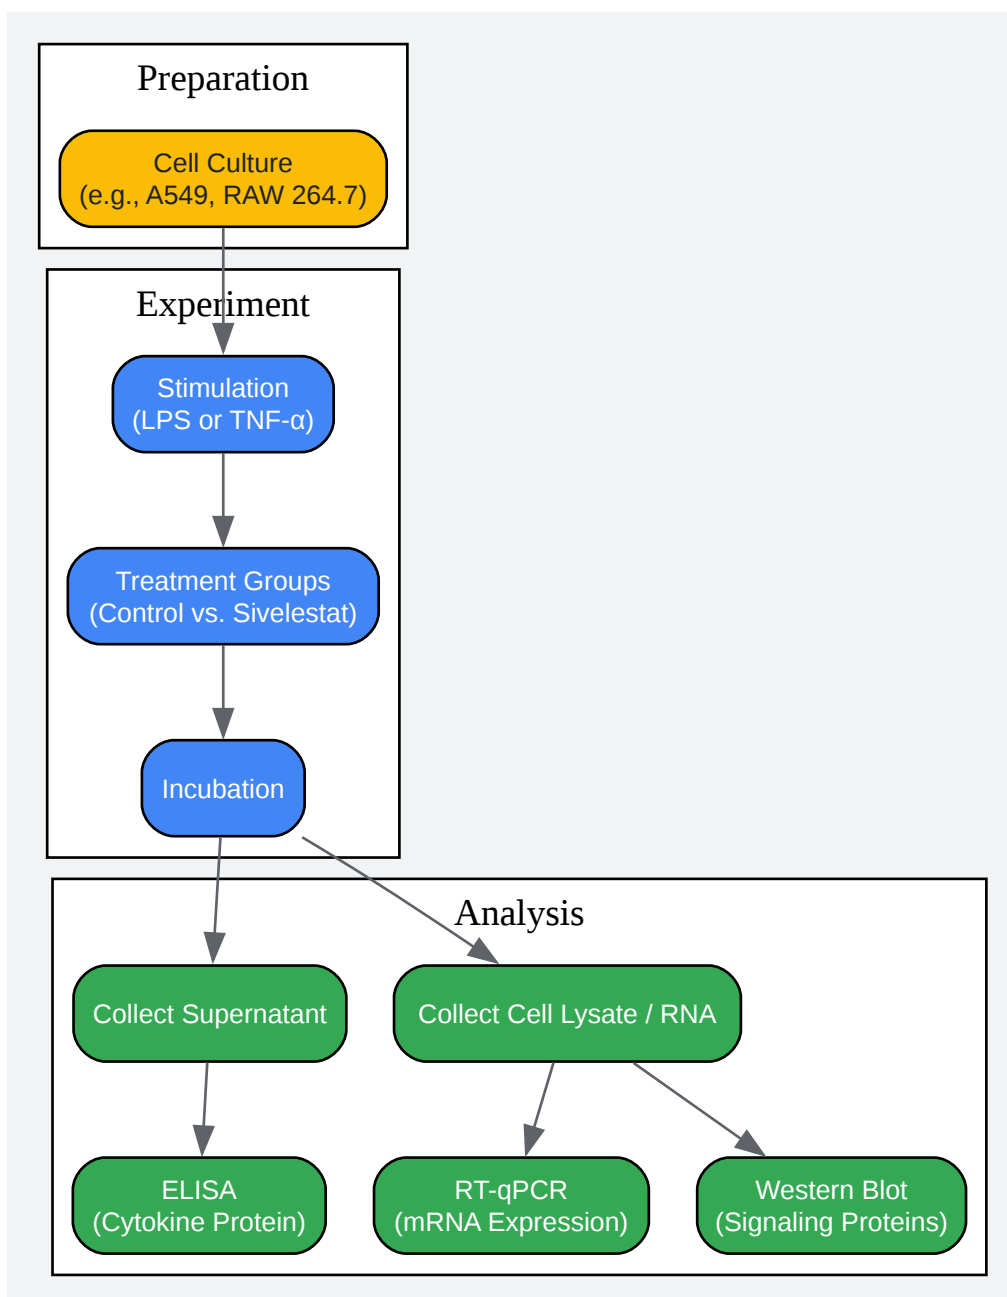 Preparation
Cell Culture
(e.g., A549, RAW 264.7)
Experiment
Stimulation
(LPS or TNF-α)
Treatment Groups
(Control vs. Sivelestat)
Incubation
Analysis
Collect Supernatant
Collect Cell Lysate / RNA
ELISA
(Cytokine Protein)
RT-qPCR
(mRNA Expression)
Western Blot
(Signaling Proteins)